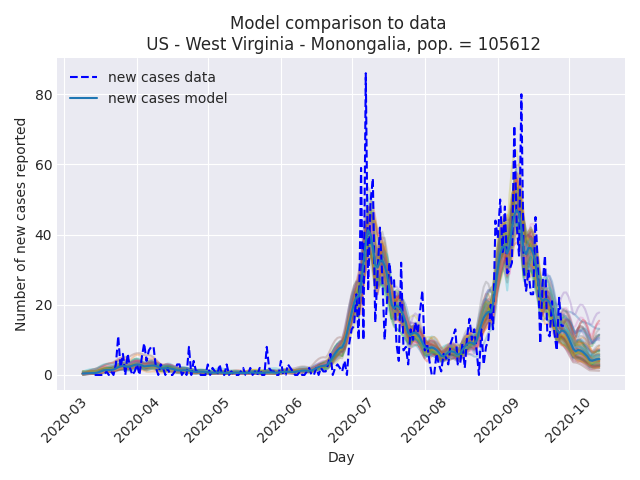 Model comparison to data
US - West Virginia - Monongalia, pop. = 105612
new cases data
new cases model
Number of new cases reported
80
60
40
20
0
2020-03
2020-04
2020-05
2020-06
2020-07
2020-08
2020-09
2020-10
Day